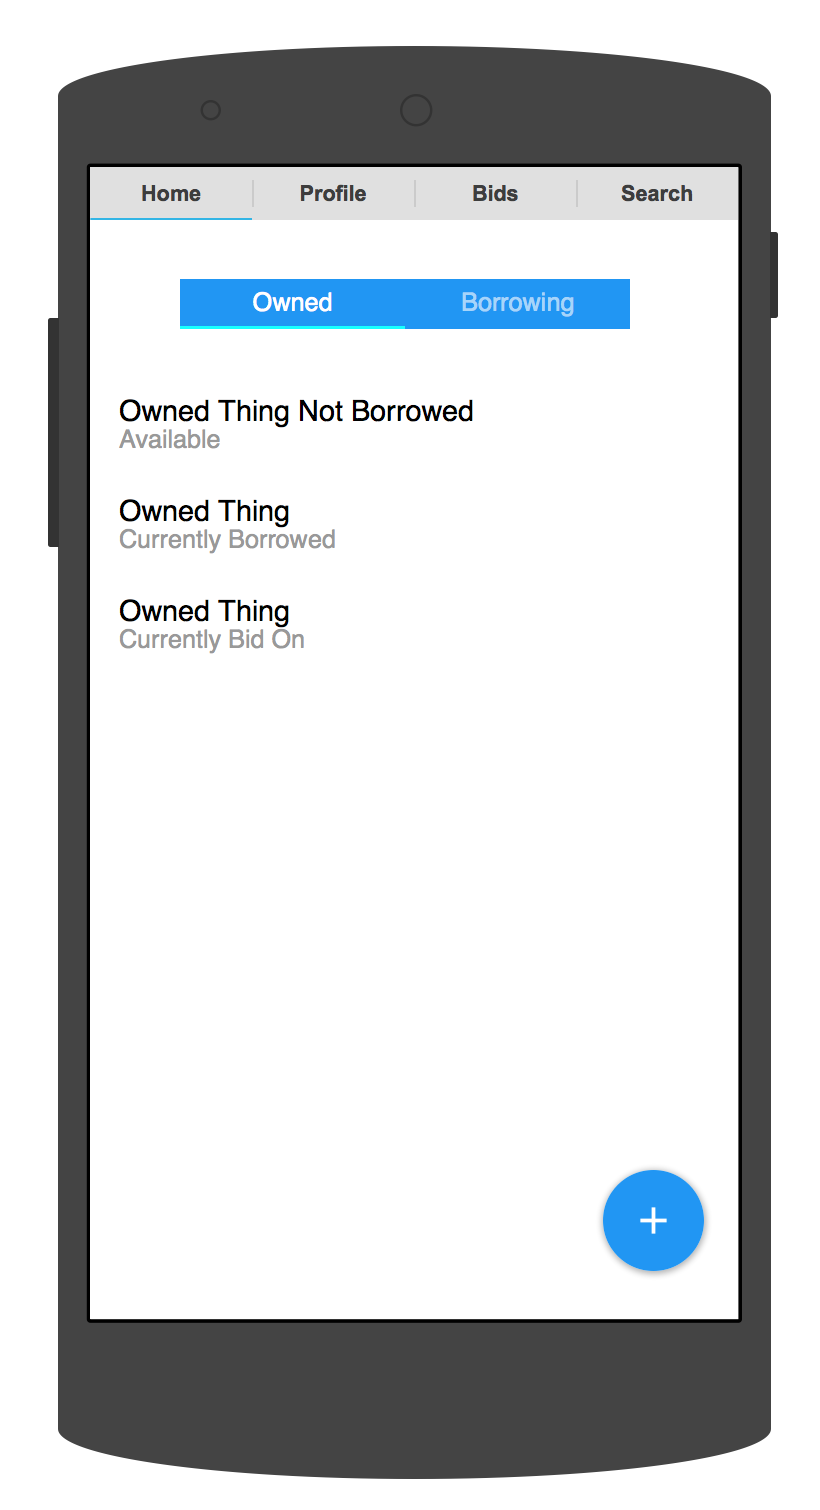 Home Profile Bids Search
Owned Borrowing
Owned Thing Not Borrowed
Available
Owned Thing
Currently Borrowed
Owned Thing
Currently Bid On
+